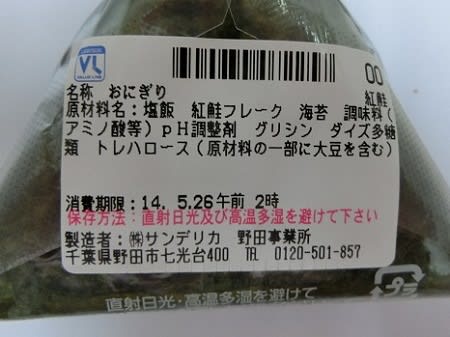 VL
VALUE LINE
00
名称 おにぎり
紅鮭
原材料名:塩飯 紅鮭フレーク 海苔 調味料(
アミノ酸等)pH調整剤 グリシン ダイズ多糖
類 トレハロース(原材料の一部に大豆を含む)
消費期限:14. 5.26午前 2時
保存方法:直射日光及び高温多湿を避けて下さい
製造者:㈱サンデリカ 野田事業所
千葉県野田市七光台400 TEL 0120-501-857
直射日光・高温多湿を避けて
プラ